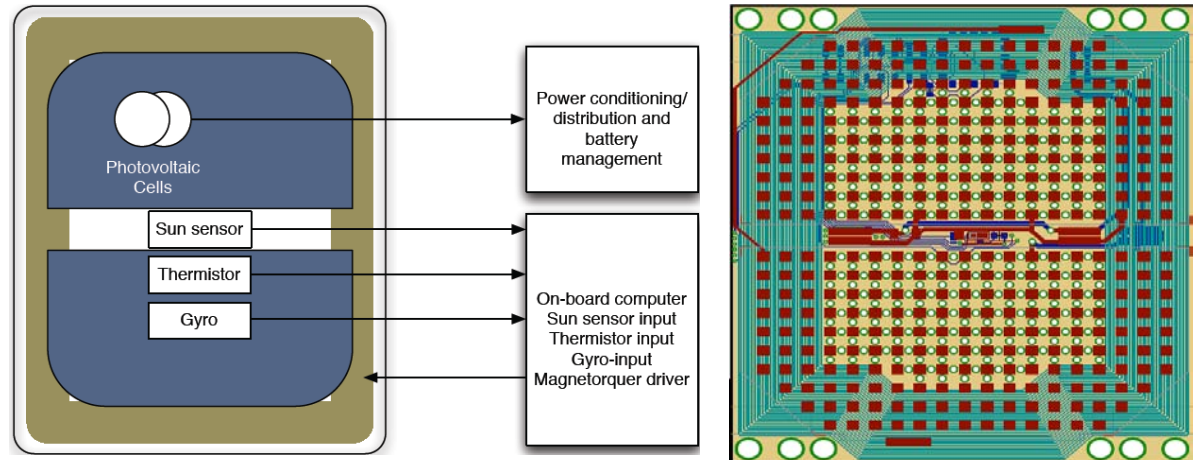 Photovoltaic
Cells
Sun sensor
Thermistor
Gyro
Power conditioning/
distribution and
battery
management
On-board computer
Sun sensor input
Thermistor input
Gyro-input
Magnetorquer driver